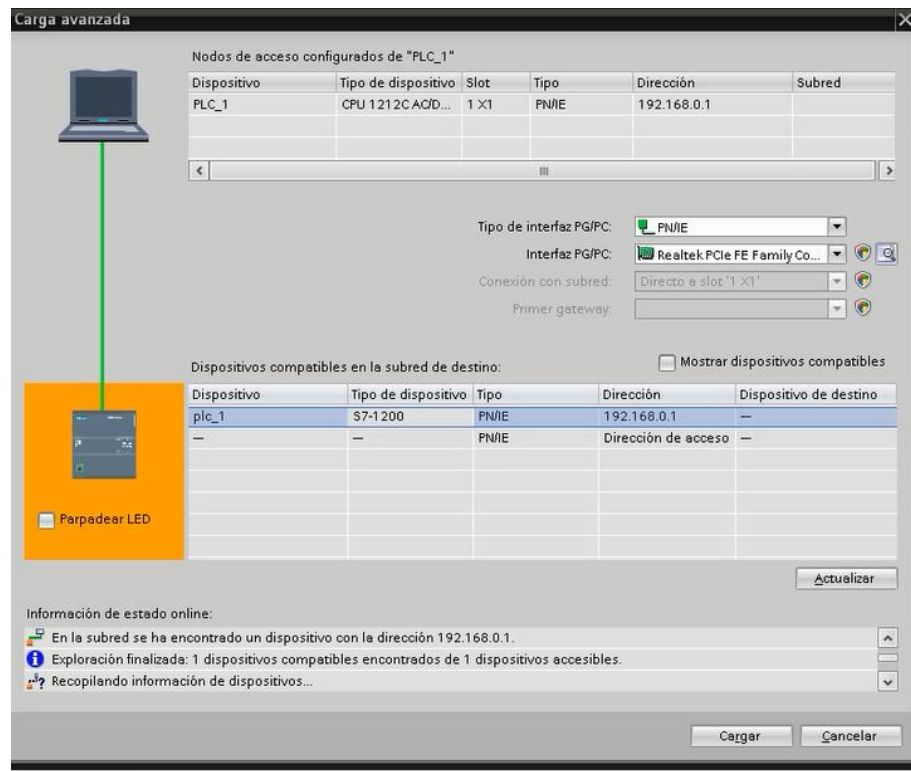 Carga avanzada
Nodos de acceso configurados de "PLC_1"
Dispositivo Tipo de dispositivo Slot Tipo Dirección Subred
PLC_1 CPU 1212C AC/D... 1 X1 PN/IE 192.168.0.1
Tipo de interfaz PG/PC: PN/IE
Interfaz PG/PC: Realtek PCIe FE Family Co...
Conexión con subred: Directo a slot '1 X1'
Primer gateway:
Dispositivos compatibles en la subred de destino: Mostrar dispositivos compatibles
Dispositivo Tipo de dispositivo Tipo Dirección Dispositivo de destino
plc_1 S7-1200 PN/IE 192.168.0.1 —
— — PN/IE Dirección de acceso —
Parpadear LED
Actualizar
Información de estado online:
En la subred se ha encontrado un dispositivo con la dirección 192.168.0.1.
Exploración finalizada: 1 dispositivos compatibles encontrados de 1 dispositivos accesibles.
Recopilando información de dispositivos...
Cargar Cancelar